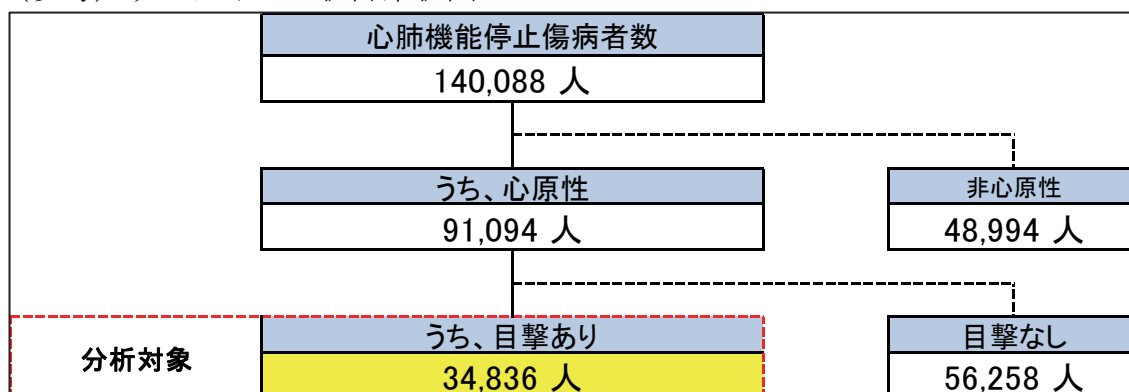 心肺機能停止傷病者数
140,088 人
うち、心原性
非心原性
91,094 人
48,994 人
うち、目撃あり
目撃なし
分析対象
34,836 人
56,258 人